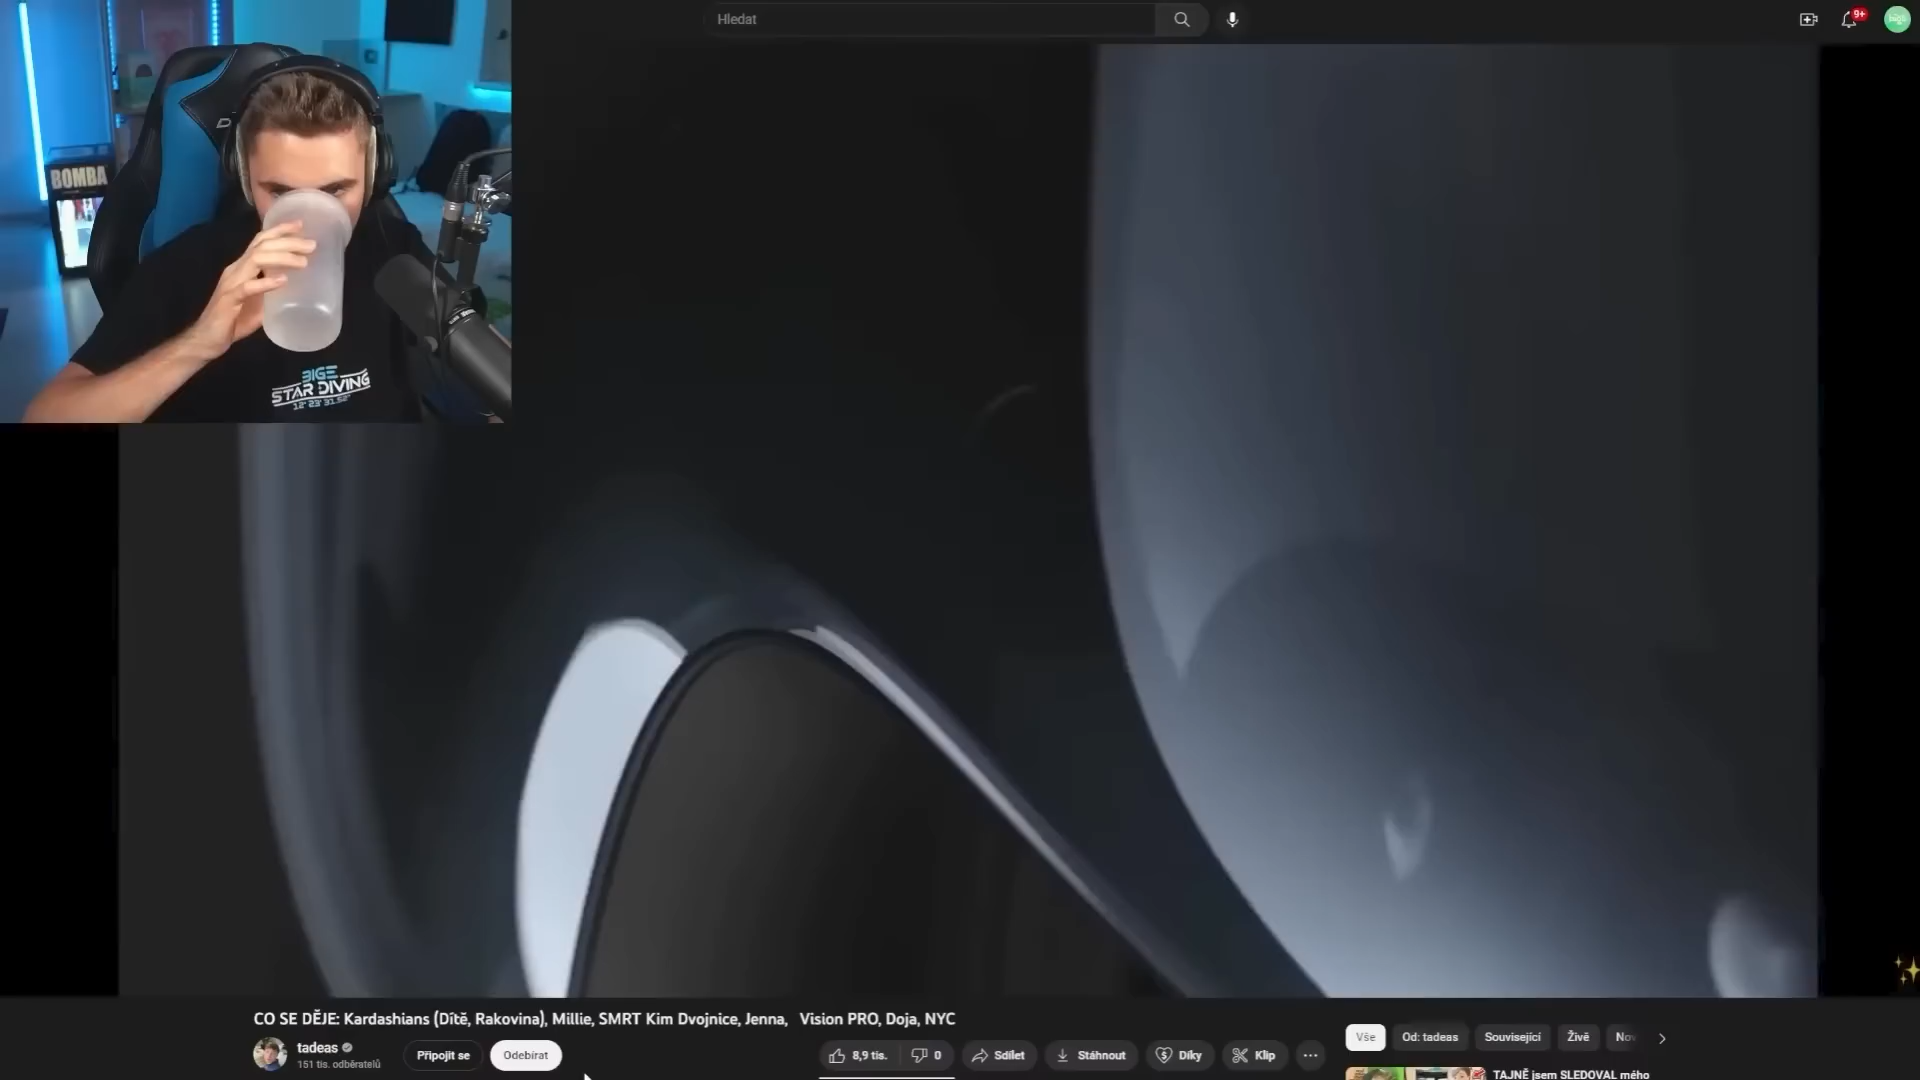 Hledat
9+
BOMBA
BIGE
STAR DIVING
CO SE DĚJE: Kardashians (Dítě, Rakovina), Millie, SMRT Kim Dvojnice, Jenna, Vision PRO, Doja, NYC
tadeas
151 tis. odběratelů
Připojit se
Odebírat
8,9 tis.
0
Sdílet
Stáhnout
Díky
Klip
Vše
Od: tadeas
Související
Živě
TAJNĚ jsem SLEDOVAL mého